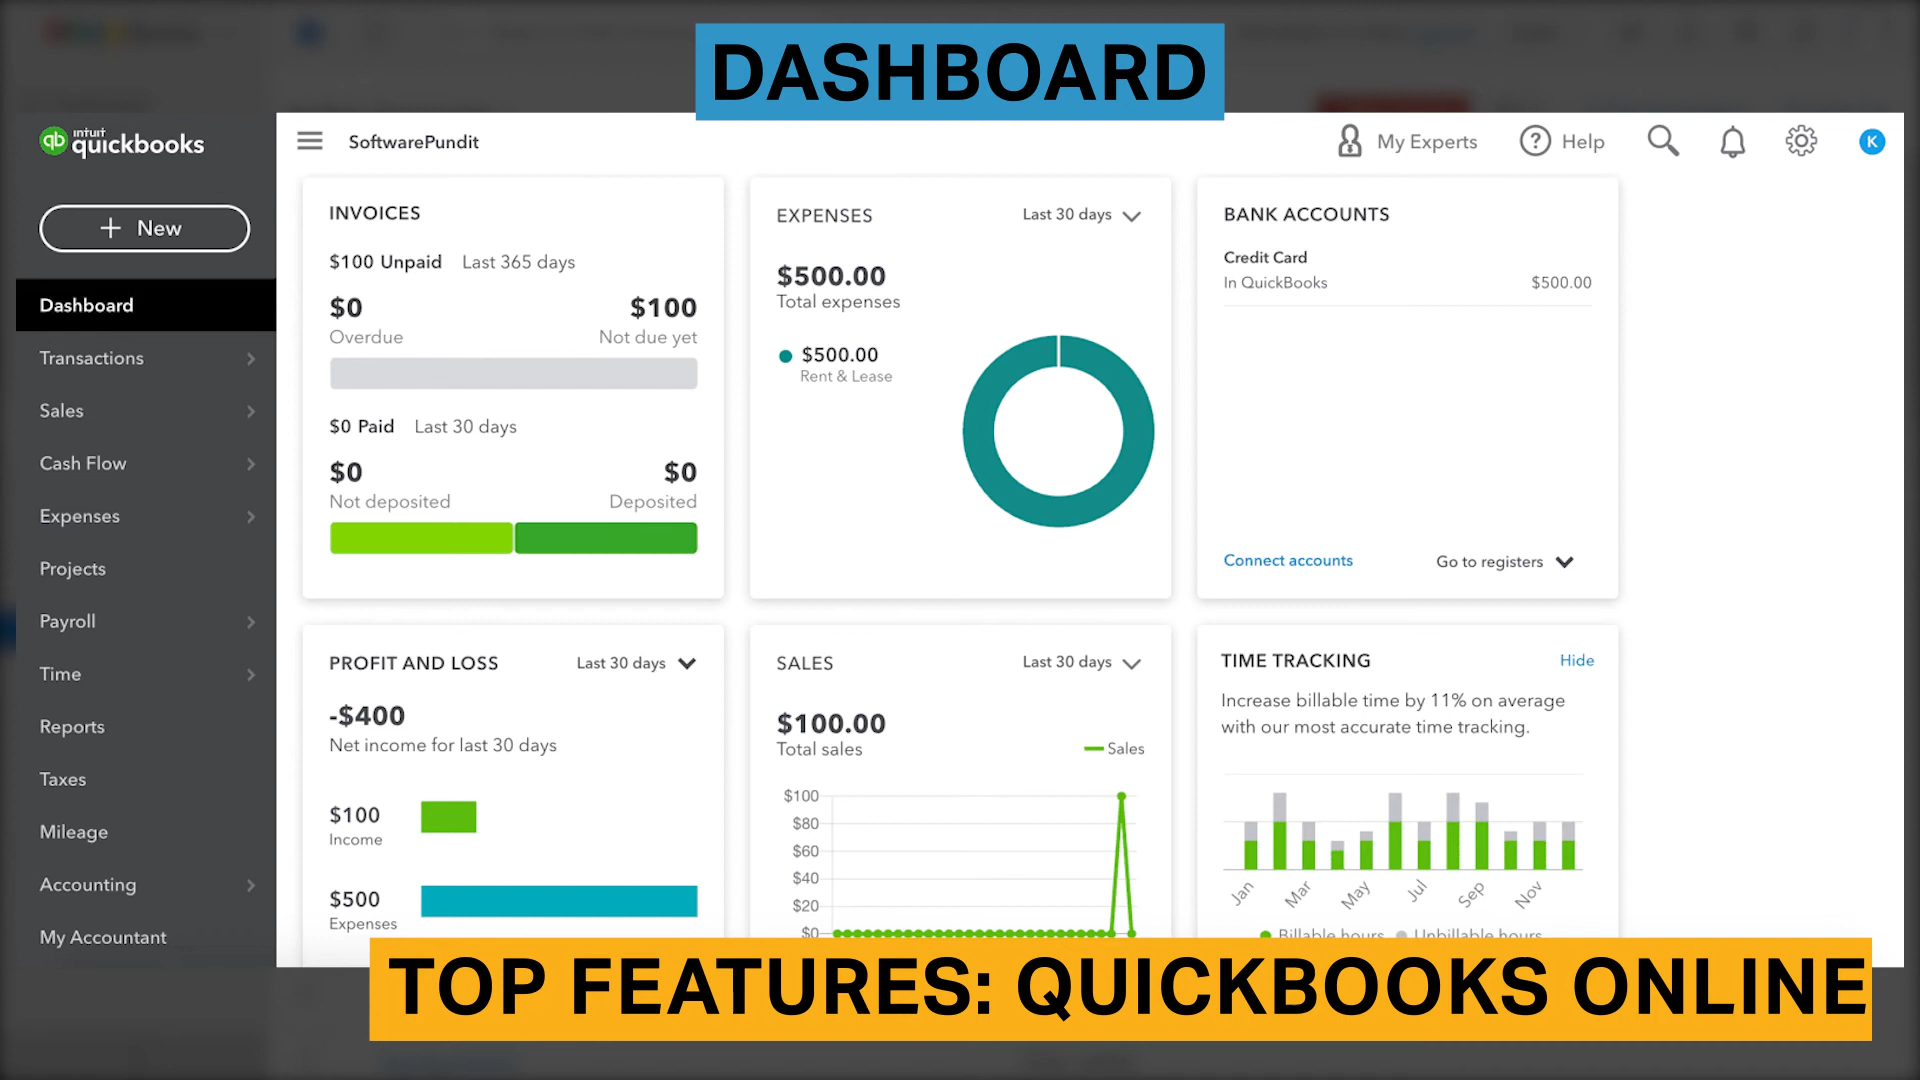 DASHBOARD
intuit
quickbooks
SoftwarePundit
My Experts
Help
K
+ New
Dashboard
Transactions
Sales
Cash Flow
Expenses
Projects
Payroll
Time
Reports
Taxes
Mileage
Accounting
My Accountant
INVOICES
$100 Unpaid Last 365 days
$0 $100
Overdue Not due yet
$0 Paid Last 30 days
$0 $0
Not deposited Deposited
EXPENSES Last 30 days
$500.00
Total expenses
$500.00
Rent & Lease
BANK ACCOUNTS
Credit Card
In QuickBooks $500.00
Connect accounts Go to registers
PROFIT AND LOSS Last 30 days
-$400
Net income for last 30 days
$100
Income
$500
Expenses
SALES Last 30 days
$100.00
Total sales
Sales
$100
$80
$60
$40
$20
$0
TIME TRACKING Hide
Increase billable time by 11% on average
with our most accurate time tracking.
Jan Mar May Jul Sep Nov
Billable hours Unbillable hours
TOP FEATURES: QUICKBOOKS ONLINE